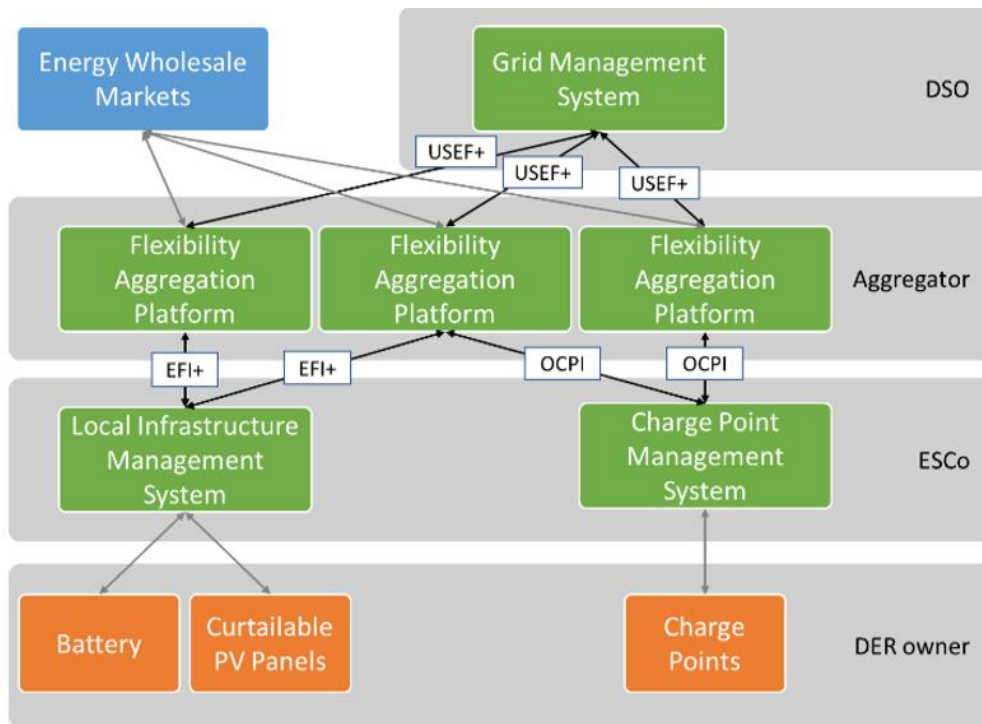 Energy Wholesale
Markets
Grid Management
System
DSO
USEF+
USEF+
USEF+
Flexibility
Aggregation
Platform
Flexibility
Aggregation
Platform
Flexibility
Aggregation
Platform
Aggregator
EFI+
EFI+
OCPI
OCPI
Local Infrastructure
Management
System
Charge Point
Management
System
ESCo
Battery
Curtailable
PV Panels
Charge
Points
DER owner